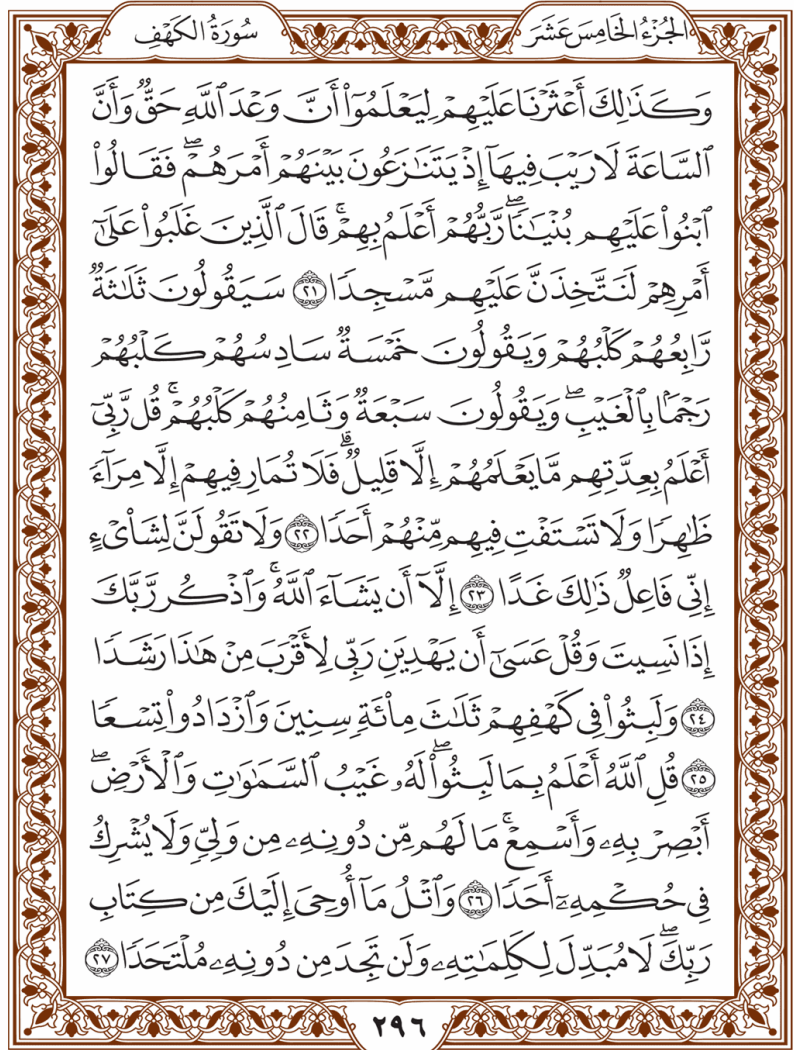 الجُزْءُ الخَامِسَ عَشَرَ
سُورَةُ الكَهْفِ
وَكَذَٰلِكَ أَعْثَرْنَا عَلَيْهِمْ لِيَعْلَمُوٓا۟ أَنَّ وَعْدَ ٱللَّهِ حَقٌّ وَأَنَّ
ٱلسَّاعَةَ لَا رَيْبَ فِيهَآ إِذْ يَتَنَٰزَعُونَ بَيْنَهُمْ أَمْرَهُمْۖ فَقَالُوا۟
ٱبْنُوا۟ عَلَيْهِم بُنْيَٰنًاۖ رَّبُّهُمْ أَعْلَمُ بِهِمْۚ قَالَ ٱلَّذِينَ غَلَبُوا۟ عَلَىٰٓ
أَمْرِهِمْ لَنَتَّخِذَنَّ عَلَيْهِم مَّسْجِدًا ٢١ سَيَقُولُونَ ثَلَٰثَةٌ
رَّابِعُهُمْ كَلْبُهُمْ وَيَقُولُونَ خَمْسَةٌ سَادِسُهُمْ كَلْبُهُمْ
رَجْمًۢا بِٱلْغَيْبِۖ وَيَقُولُونَ سَبْعَةٌ وَثَامِنُهُمْ كَلْبُهُمْۚ قُل رَّبِّىٓ
أَعْلَمُ بِعِدَّتِهِم مَّا يَعْلَمُهُمْ إِلَّا قَلِيلٌۗ فَلَا تُمَارِ فِيهِمْ إِلَّا مِرَآءً
ظَٰهِرًا وَلَا تَسْتَفْتِ فِيهِم مِّنْهُمْ أَحَدًا ٢٢ وَلَا تَقُولَنَّ لِشَا۟ىْءٍ
إِنِّى فَاعِلٌ ذَٰلِكَ غَدًا ٢٣ إِلَّآ أَن يَشَآءَ ٱللَّهُۚ وَٱذْكُر رَّبَّكَ
إِذَا نَسِيتَ وَقُلْ عَسَىٰٓ أَن يَهْدِيَنِ رَبِّى لِأَقْرَبَ مِنْ هَٰذَا رَشَدًا
٢٤ وَلَبِثُوا۟ فِى كَهْفِهِمْ ثَلَٰثَ مِا۟ئَةٍ سِنِينَ وَٱزْدَادُوا۟ تِسْعًا
٢٥ قُلِ ٱللَّهُ أَعْلَمُ بِمَا لَبِثُوا۟ۖ لَهُۥ غَيْبُ ٱلسَّمَٰوَٰتِ وَٱلْأَرْضِۖ
أَبْصِرْ بِهِۦ وَأَسْمِعْۚ مَا لَهُم مِّن دُونِهِۦ مِن وَلِىٍّ وَلَا يُشْرِكُ
فِى حُكْمِهِۦٓ أَحَدًا ٢٦ وَٱتْلُ مَآ أُوحِىَ إِلَيْكَ مِن كِتَابِ
رَبِّكَۖ لَا مُبَدِّلَ لِكَلِمَٰتِهِۦ وَلَن تَجِدَ مِن دُونِهِۦ مُلْتَحَدًا ٢٧
٢٩٦